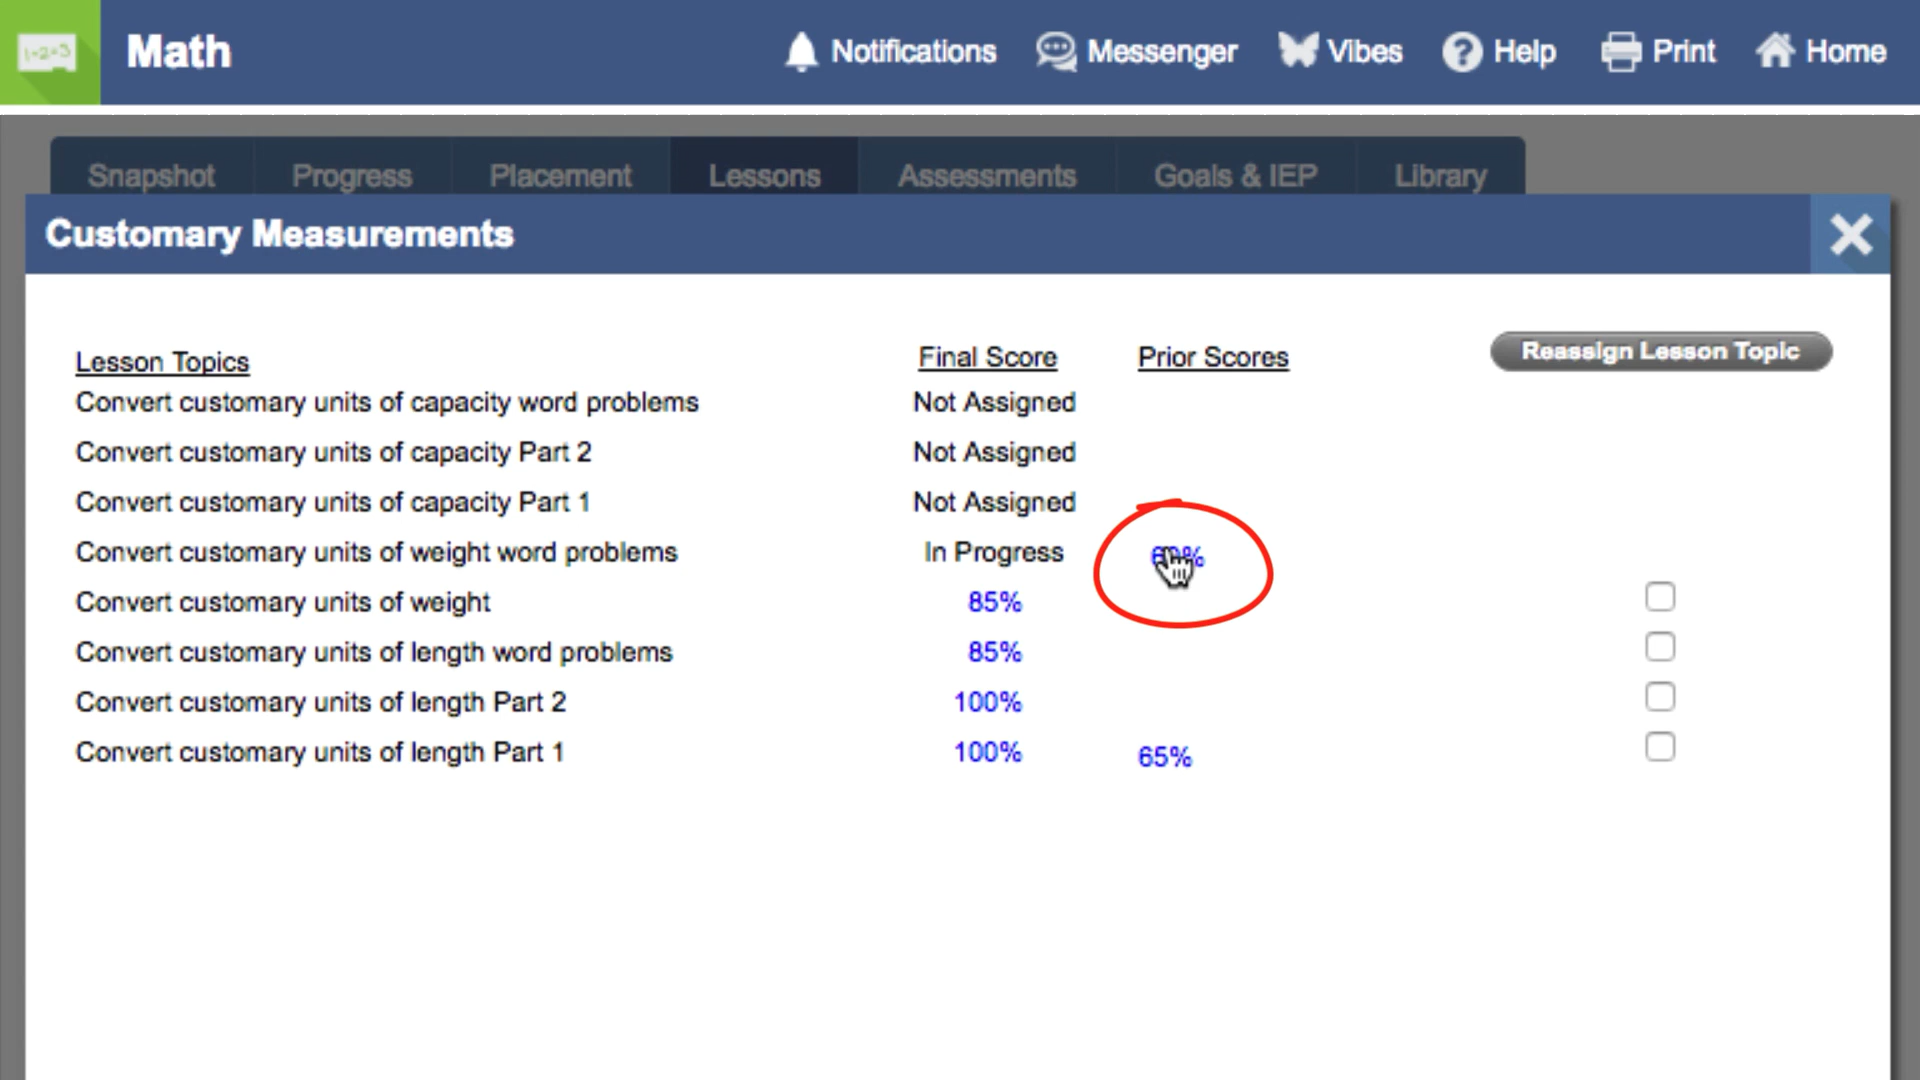 1+2=3
Math
Notifications
Messenger
Vibes
Help
Print
Home
Snapshot
Progress
Placement
Lessons
Assessments
Goals & IEP
Library
Customary Measurements
Lesson Topics
Final Score
Prior Scores
Reassign Lesson Topic
Convert customary units of capacity word problems
Not Assigned
Convert customary units of capacity Part 2
Not Assigned
Convert customary units of capacity Part 1
Not Assigned
Convert customary units of weight word problems
In Progress
Convert customary units of weight
85%
Convert customary units of length word problems
85%
Convert customary units of length Part 2
100%
Convert customary units of length Part 1
100%
65%